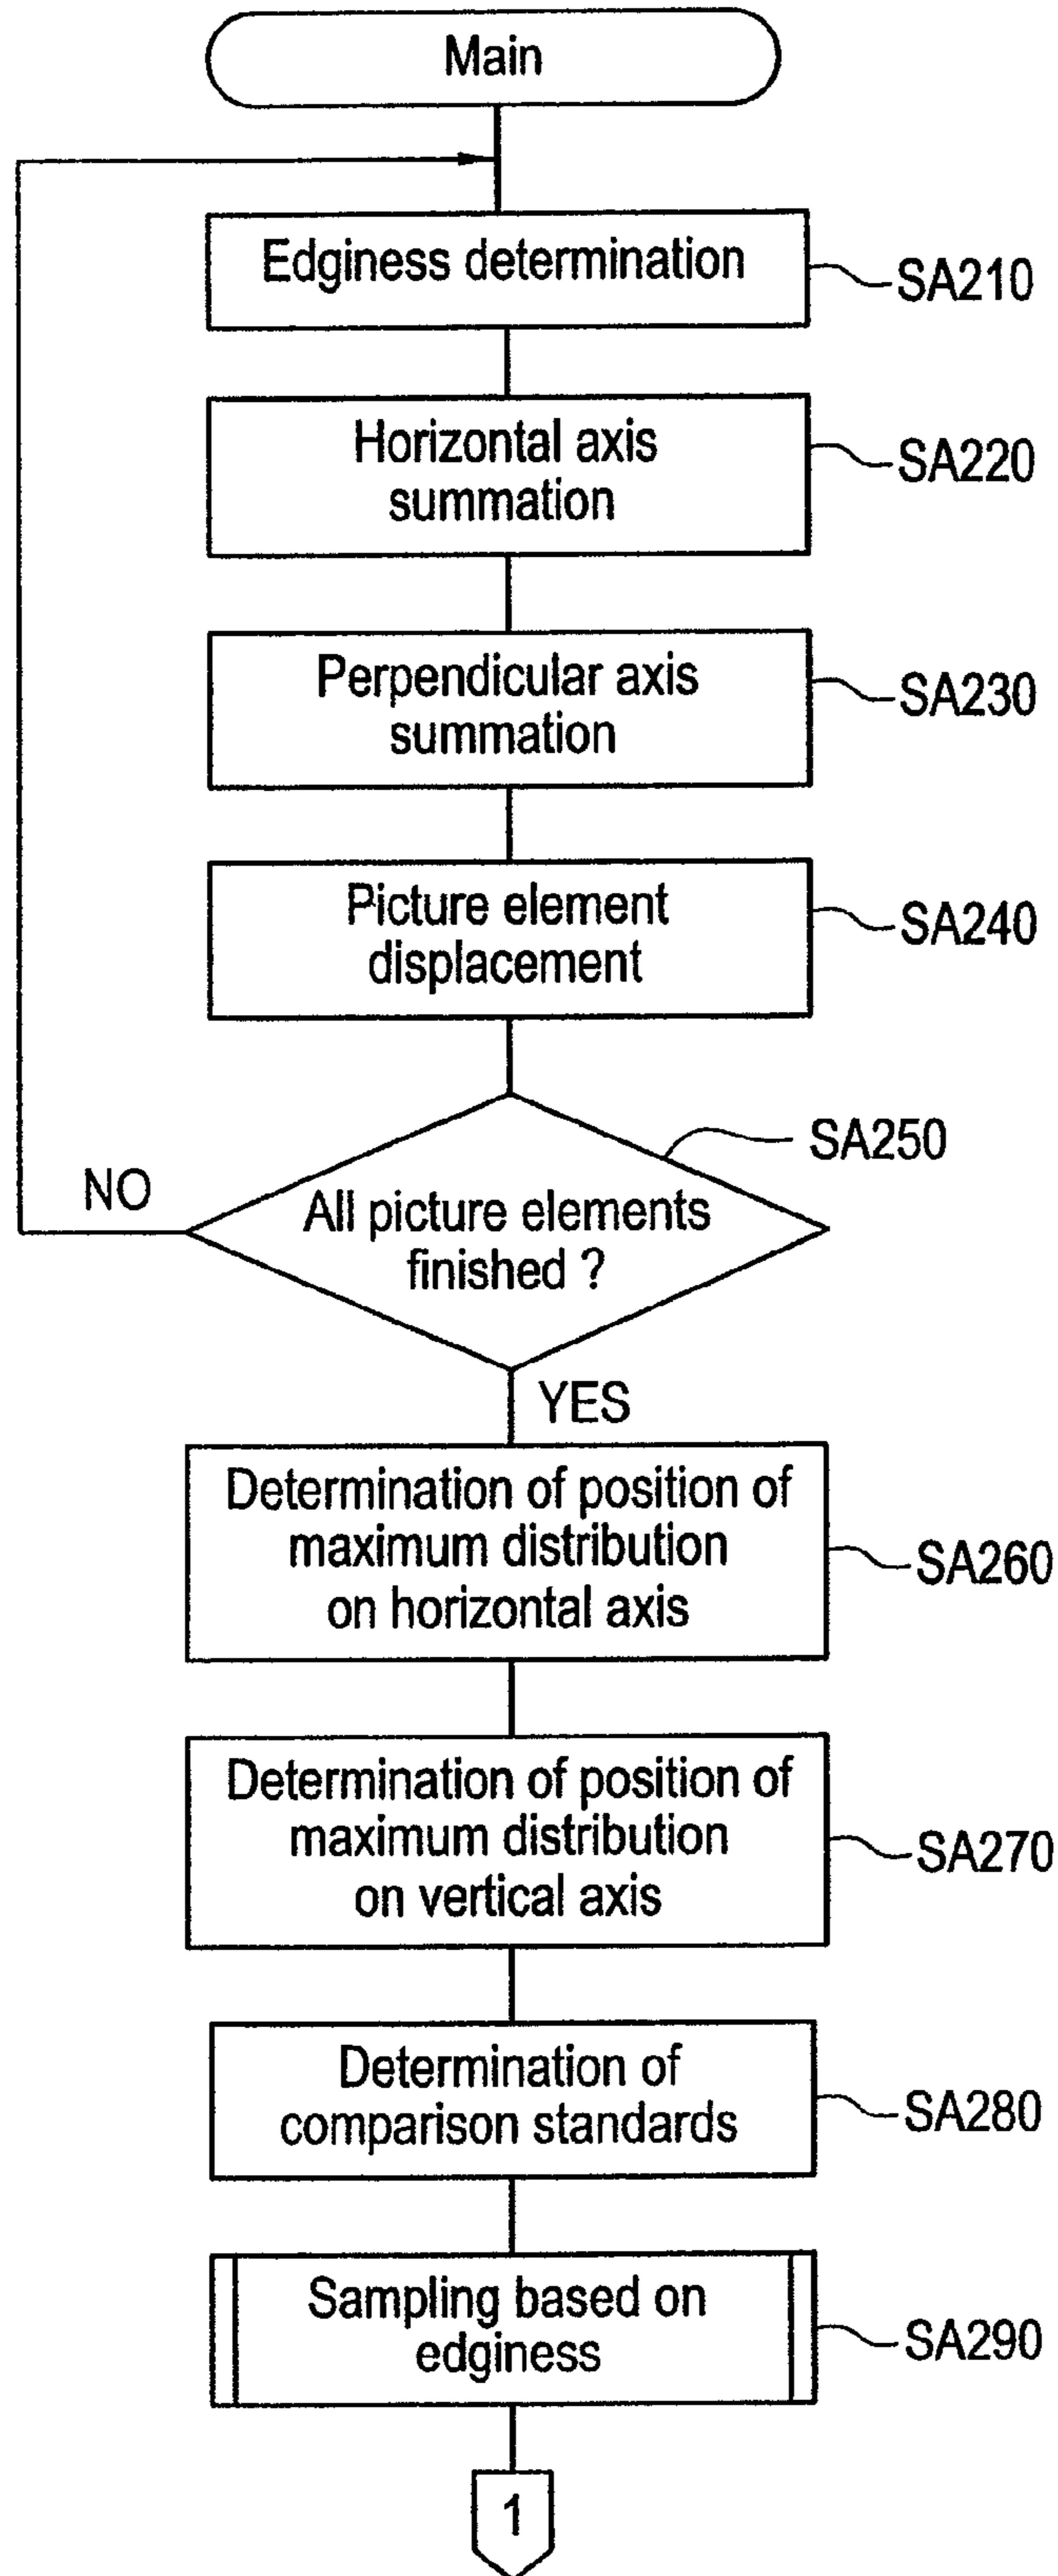 Main
Edginess determination
SA210
Horizontal axis
summation
SA220
Perpendicular axis
summation
SA230
Picture element
displacement
SA240
SA250
NO
All picture elements
finished ?
YES
Determination of position of
maximum distribution
on horizontal axis
SA260
Determination of position of
maximum distribution
on vertical axis
SA270
Determination of
comparison standards
SA280
Sampling based on
edginess
SA290
1